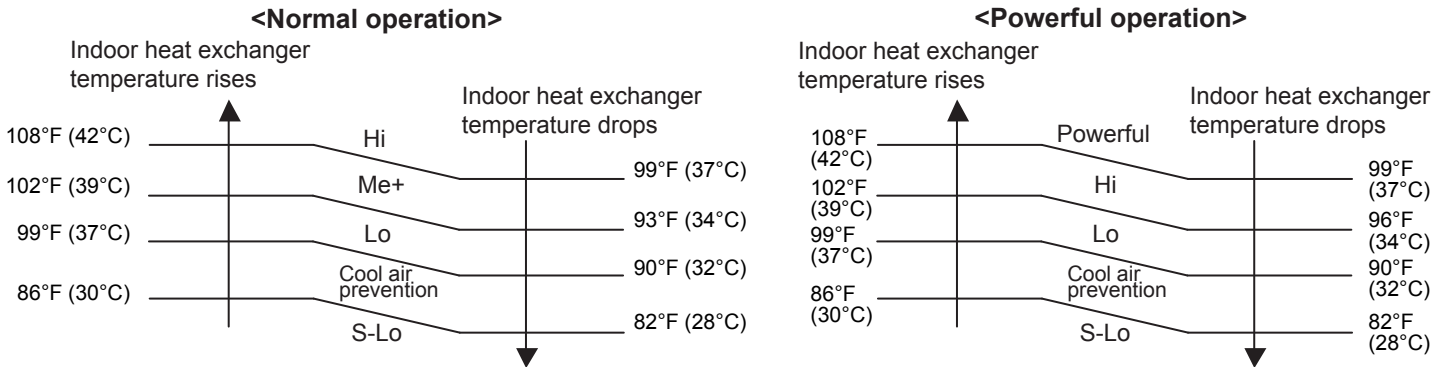 <Normal operation>
Indoor heat exchanger
temperature rises
Indoor heat exchanger
temperature drops
108°F (42°C)
Hi
99°F (37°C)
102°F (39°C)
Me+
93°F (34°C)
99°F (37°C)
Lo
90°F (32°C)
Cool air
prevention
86°F (30°C)
82°F (28°C)
S-Lo
<Powerful operation>
Indoor heat exchanger
temperature rises
Indoor heat exchanger
temperature drops
108°F
(42°C)
Powerful
99°F
(37°C)
102°F
(39°C)
Hi
96°F
(34°C)
99°F
(37°C)
Lo
90°F
(32°C)
Cool air
prevention
86°F
(30°C)
82°F
(28°C)
S-Lo